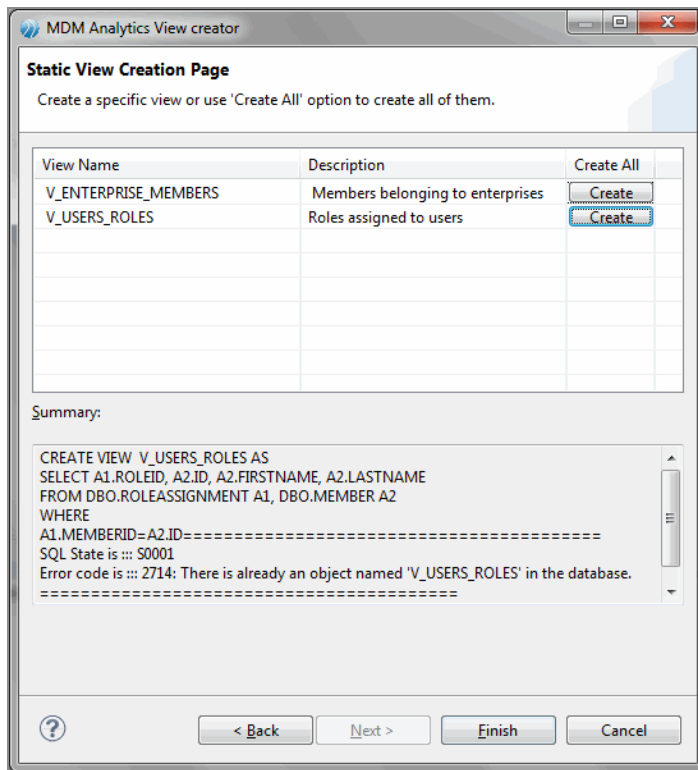 MDM Analytics View creator
Static View Creation Page
Create a specific view or use 'Create All' option to create all of them.
View Name Description Create All
V_ENTERPRISE_MEMBERS Members belonging to enterprises Create
V_USERS_ROLES Roles assigned to users Create
Summary:
CREATE VIEW V_USERS_ROLES AS
SELECT A1.ROLEID, A2.ID, A2.FIRSTNAME, A2.LASTNAME
FROM DBO.ROLEASSIGNMENT A1, DBO.MEMBER A2
WHERE
A1.MEMBERID=A2.ID=========================================
SQL State is ::: S0001
Error code is ::: 2714: There is already an object named 'V_USERS_ROLES' in the database.
=========================================
? < Back Next > Finish Cancel